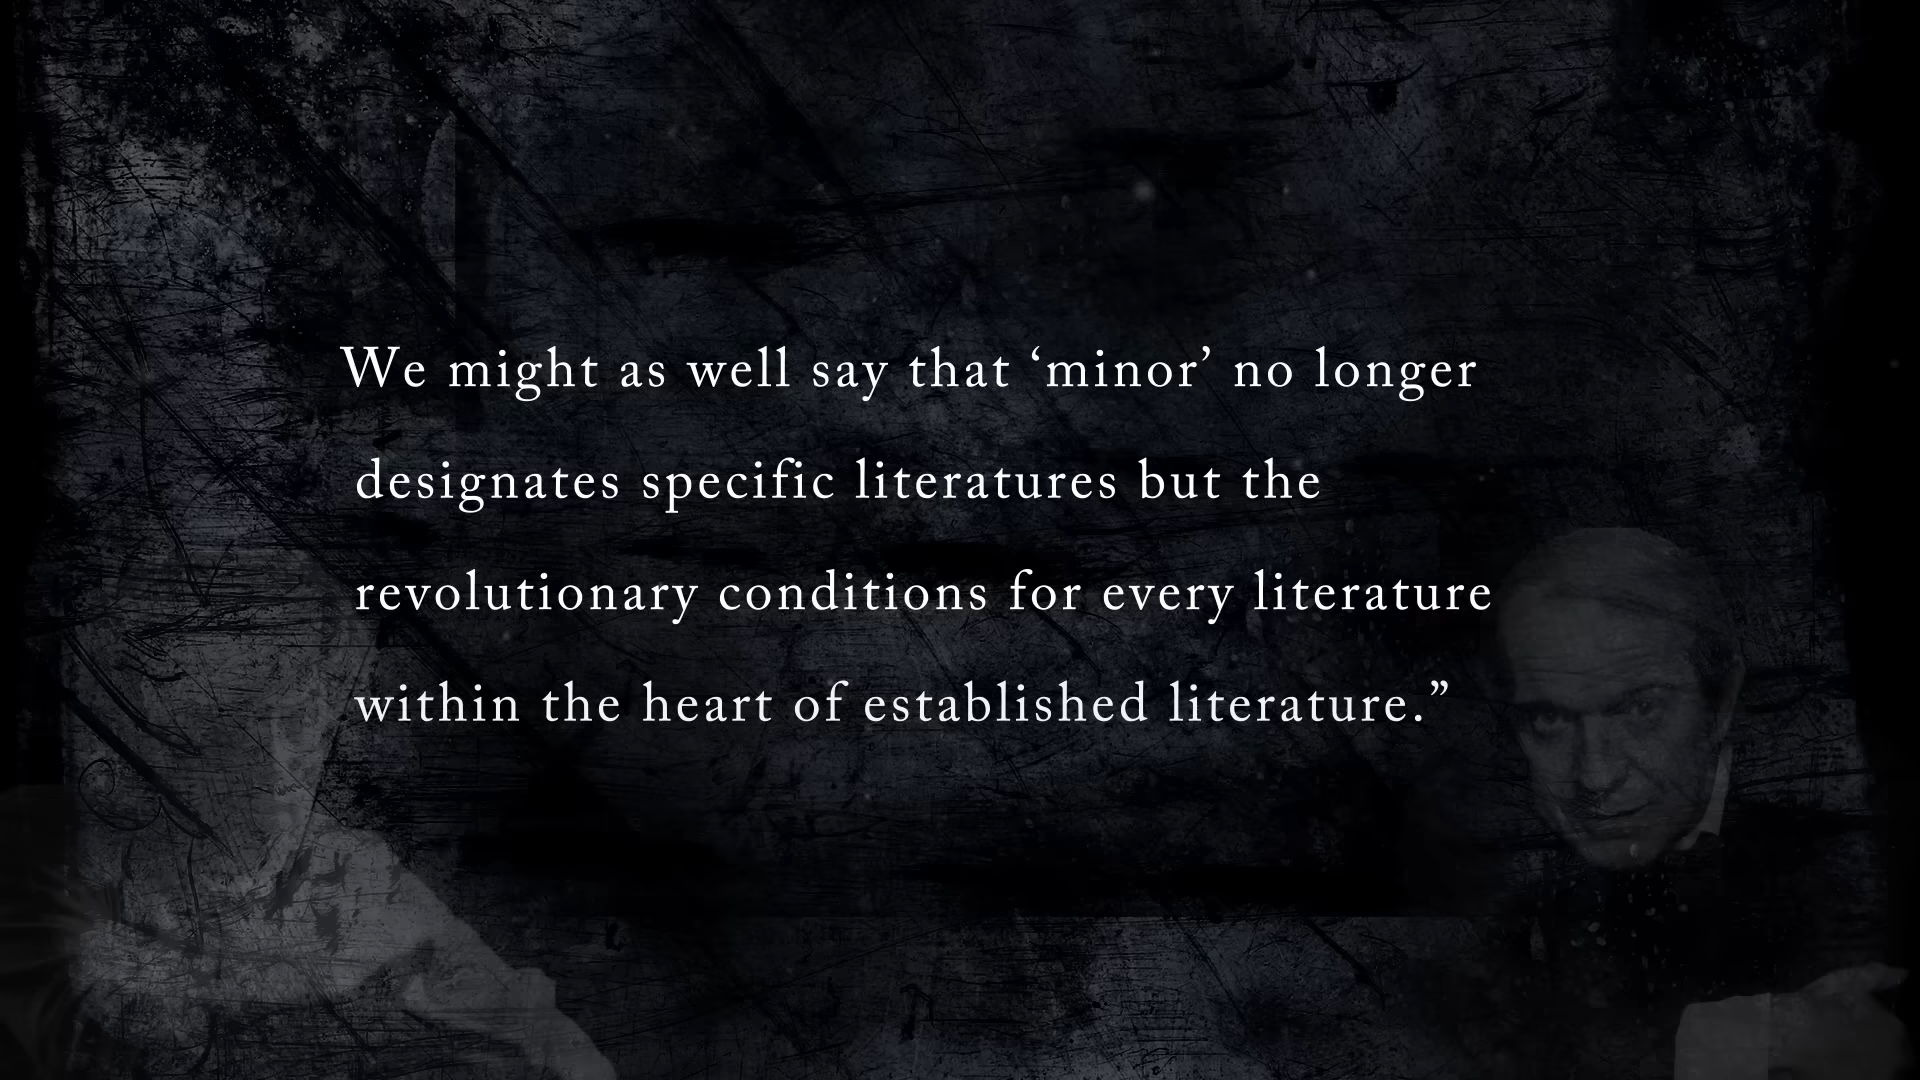 We might as well say that ‘minor’ no longer
designates specific literatures but the
revolutionary conditions for every literature
within the heart of established literature.”